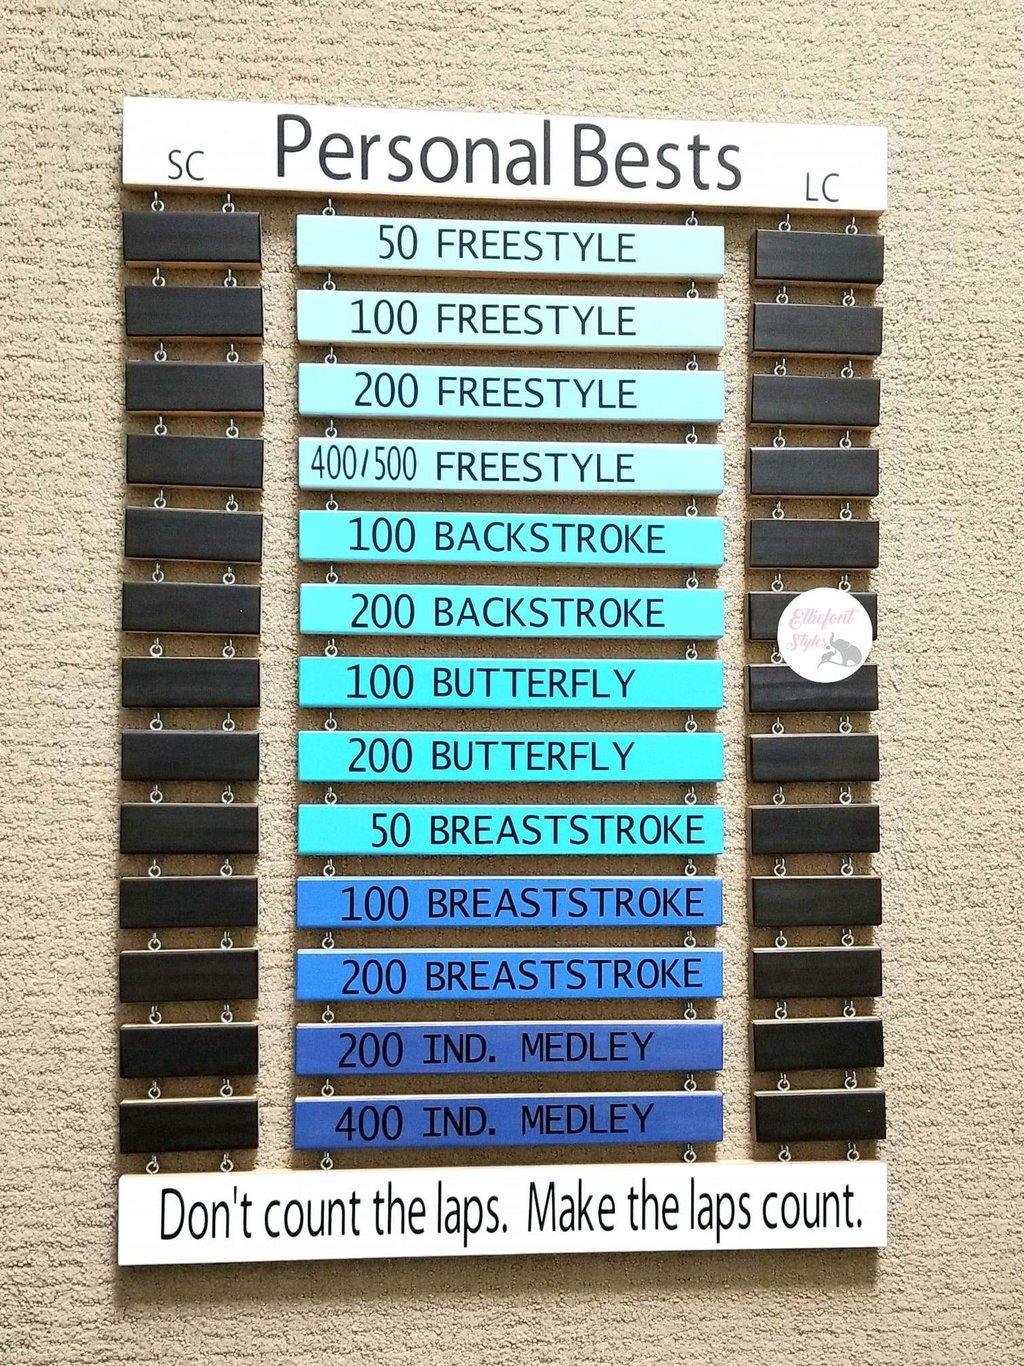 Personal Bests
SC
LC
50 FREESTYLE
100 FREESTYLE
200 FREESTYLE
400/500 FREESTYLE
100 BACKSTROKE
200 BACKSTROKE
100 BUTTERFLY
200 BUTTERFLY
50 BREASTSTROKE
100 BREASTSTROKE
200 BREASTSTROKE
200 IND. MEDLEY
400 IND. MEDLEY
Don't count the laps. Make the laps count.
Elliefont
Styles